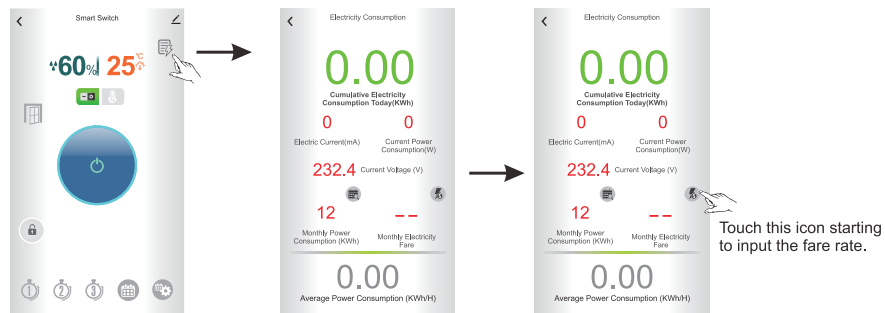 Smart Switch
60%
25°C
1
2
3
Electricity Consumption
0.00
Cumulative Electricity
Consumption Today(KWh)
0
0
Electric Current(mA)
Current Power
Consumption(W)
232.4 Current Voltage (V)
12
--
Monthly Power
Consumption (KWh)
Monthly Electricity
Fare
0.00
Average Power Consumption (KWh/H)
Electricity Consumption
0.00
Cumulative Electricity
Consumption Today(KWh)
0
0
Electric Current(mA)
Current Power
Consumption(W)
232.4 Current Voltage (V)
12
--
Monthly Power
Consumption (KWh)
Monthly Electricity
Fare
0.00
Average Power Consumption (KWh/H)
Touch this icon starting
to input the fare rate.